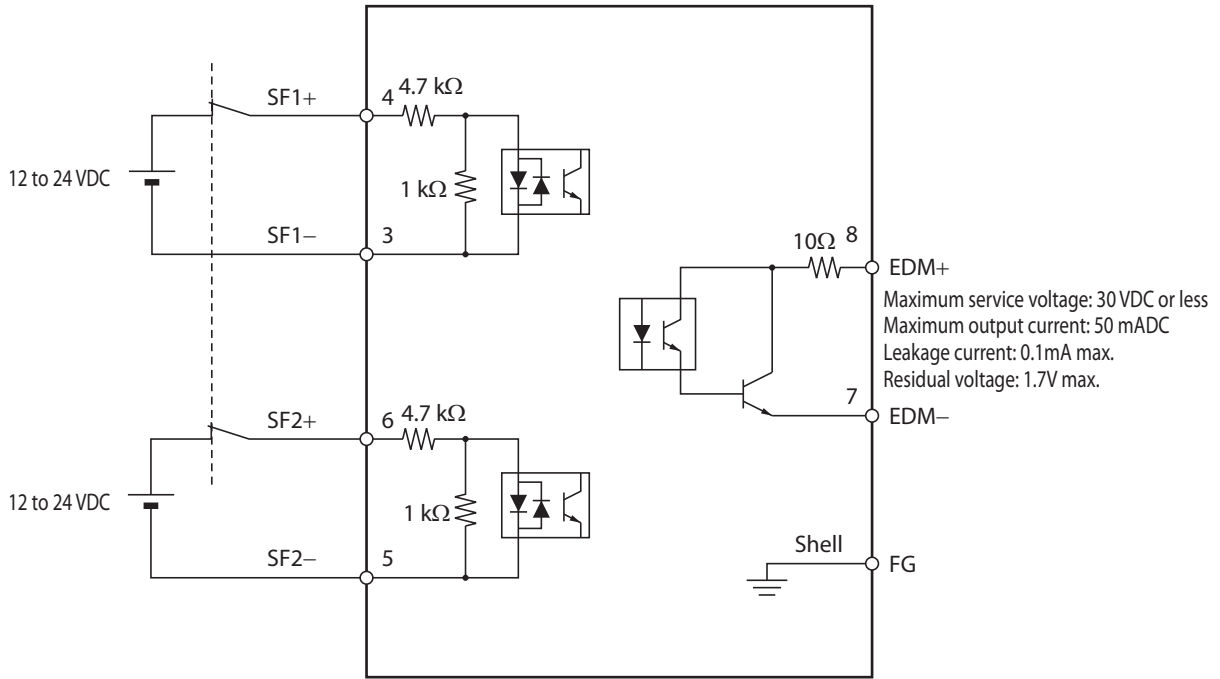 12 to 24 VDC
SF1+
4
4.7 kΩ
1 kΩ
SF1−
3
10Ω
8
EDM+
Maximum service voltage: 30 VDC or less
Maximum output current: 50 mADC
Leakage current: 0.1mA max.
Residual voltage: 1.7V max.
7
EDM−
12 to 24 VDC
SF2+
6
4.7 kΩ
1 kΩ
SF2−
5
Shell
FG